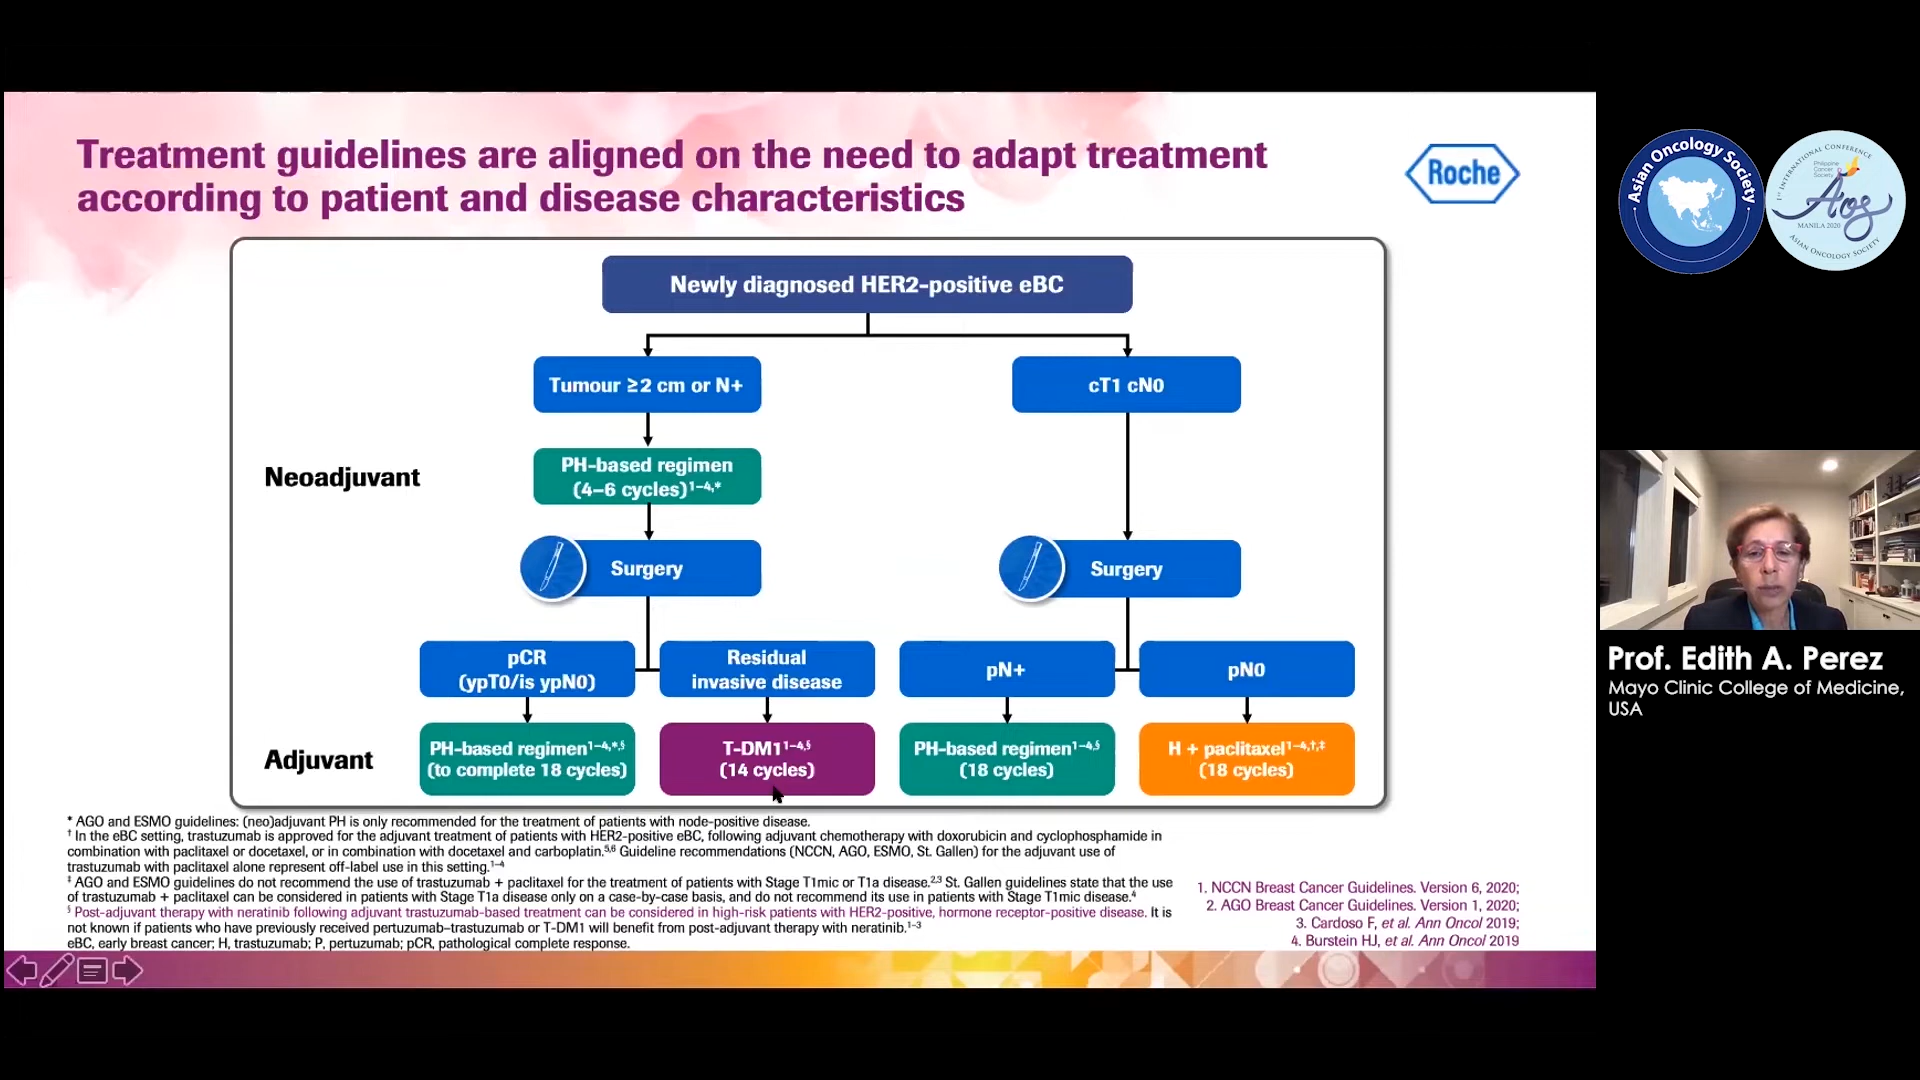 Treatment guidelines are aligned on the need to adapt treatment
according to patient and disease characteristics
Roche
Newly diagnosed HER2-positive eBC
Tumour ≥2 cm or N+
cT1 cN0
Neoadjuvant
PH-based regimen
(4–6 cycles)1–4,*
Surgery
Surgery
pCR
(ypT0/is ypN0)
Residual
invasive disease
pN+
pN0
Adjuvant
PH-based regimen1–4,*,§
(to complete 18 cycles)
T-DM11–4,§
(14 cycles)
PH-based regimen1–4,§
(18 cycles)
H + paclitaxel1–4,†,‡
(18 cycles)
* AGO and ESMO guidelines: (neo)adjuvant PH is only recommended for the treatment of patients with node-positive disease.
† In the eBC setting, trastuzumab is approved for the adjuvant treatment of patients with HER2-positive eBC, following adjuvant chemotherapy with doxorubicin and cyclophosphamide in
combination with paclitaxel or docetaxel, or in combination with docetaxel and carboplatin.5,6 Guideline recommendations (NCCN, AGO, ESMO, St. Gallen) for the adjuvant use of
trastuzumab with paclitaxel alone represent off-label use in this setting.1–4
‡ AGO and ESMO guidelines do not recommend the use of trastuzumab + paclitaxel for the treatment of patients with Stage T1mic or T1a disease.2,3 St. Gallen guidelines state that the use
of trastuzumab + paclitaxel can be considered in patients with Stage T1a disease only on a case-by-case basis, and do not recommend its use in patients with Stage T1mic disease.4
§ Post-adjuvant therapy with neratinib following adjuvant trastuzumab-based treatment can be considered in high-risk patients with HER2-positive, hormone receptor-positive disease. It is
not known if patients who have previously received pertuzumab–trastuzumab or T-DM1 will benefit from post-adjuvant therapy with neratinib.1–3
eBC, early breast cancer; H, trastuzumab; P, pertuzumab; pCR, pathological complete response.
1. NCCN Breast Cancer Guidelines. Version 6, 2020;
2. AGO Breast Cancer Guidelines. Version 1, 2020;
3. Cardoso F, et al. Ann Oncol 2019;
4. Burstein HJ, et al. Ann Oncol 2019
Asian Oncology Society
1st INTERNATIONAL CONFERENCE
Philippine
Cancer
Society
Aos
MANILA 2020
ASIAN ONCOLOGY SOCIETY
Prof. Edith A. Perez
Mayo Clinic College of Medicine,
USA